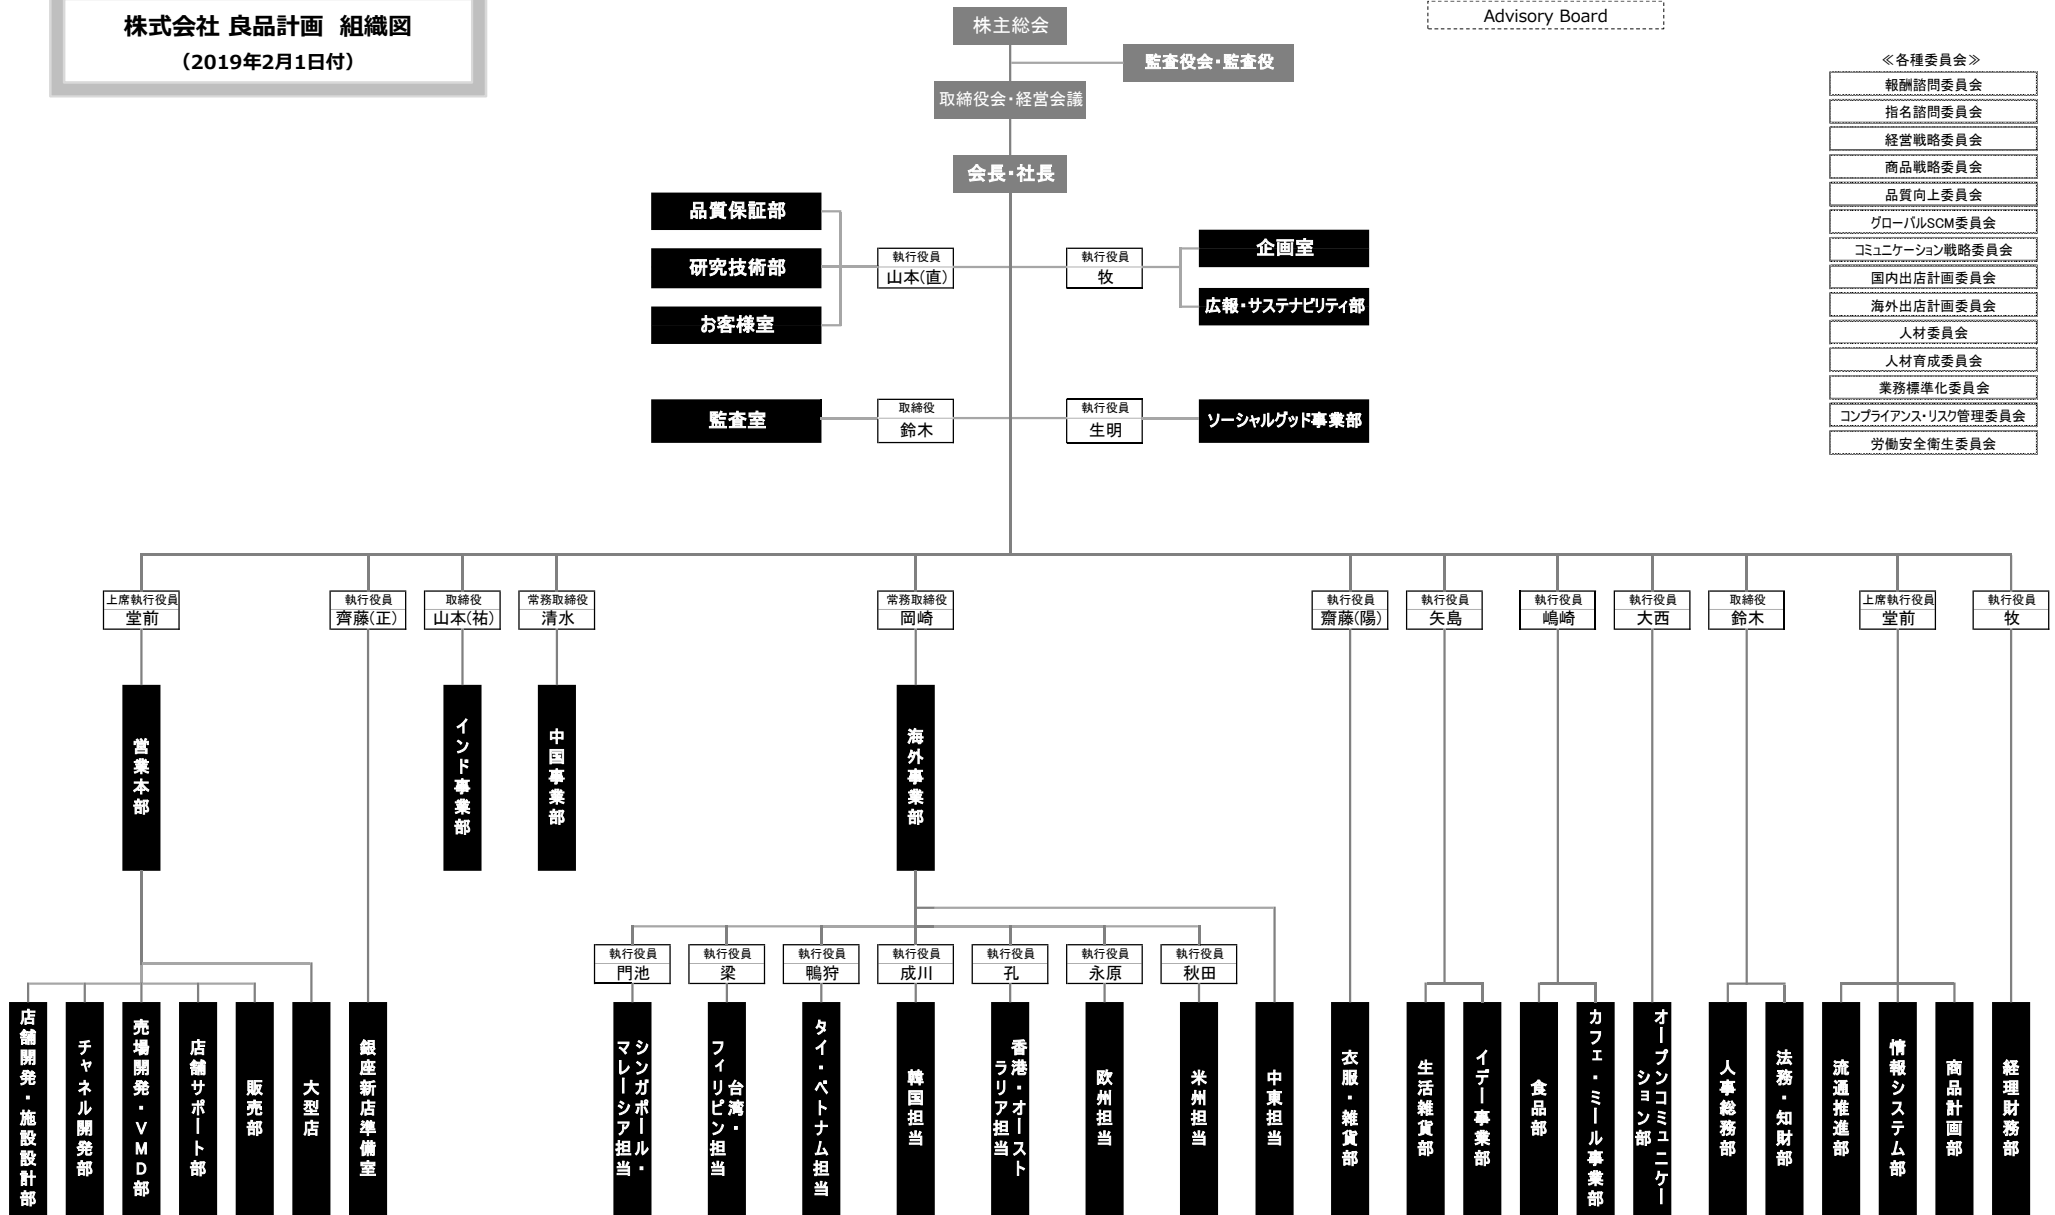 株式会社 良品計画 組織図
（2019年2月1日付）
株主総会
Advisory Board
監査役会・監査役
取締役会・経営会議
会長・社長
≪各種委員会≫
報酬諮問委員会
指名諮問委員会
経営戦略委員会
商品戦略委員会
品質向上委員会
グローバルSCM委員会
コミュニケーション戦略委員会
国内出店計画委員会
海外出店計画委員会
人材委員会
人材育成委員会
業務標準化委員会
コンプライアンス・リスク管理委員会
労働安全衛生委員会
品質保証部
研究技術部
お客様室
執行役員
山本(直)
執行役員
牧
企画室
広報・サステナビリティ部
監査室
取締役
鈴木
執行役員
生明
ソーシャルグッド事業部
上席執行役員
堂前
執行役員
齊藤(正)
取締役
山本(祐)
常務取締役
清水
常務取締役
岡崎
執行役員
齋藤(陽)
執行役員
矢島
執行役員
嶋崎
執行役員
大西
取締役
鈴木
上席執行役員
堂前
執行役員
牧
営業本部
インド事業部
中国事業部
海外事業部
執行役員
門池
執行役員
梁
執行役員
鴨狩
執行役員
成川
執行役員
孔
執行役員
永原
執行役員
秋田
店舗開発・施設設計部
チャネル開発部
売場開発・VMD部
店舗サポート部
販売部
大型店
銀座新店準備室
シンガポール・
マレーシア担当
台湾・
フィリピン担当
タイ・ベトナム担当
韓国担当
香港・オースト
ラリア担当
欧州担当
米州担当
中東担当
衣服・雑貨部
生活雑貨部
イデー事業部
食品部
カフェ・ミール事業部
オープンコミュニケー
ション部
人事総務部
法務・知財部
流通推進部
情報システム部
商品計画部
経理財務部